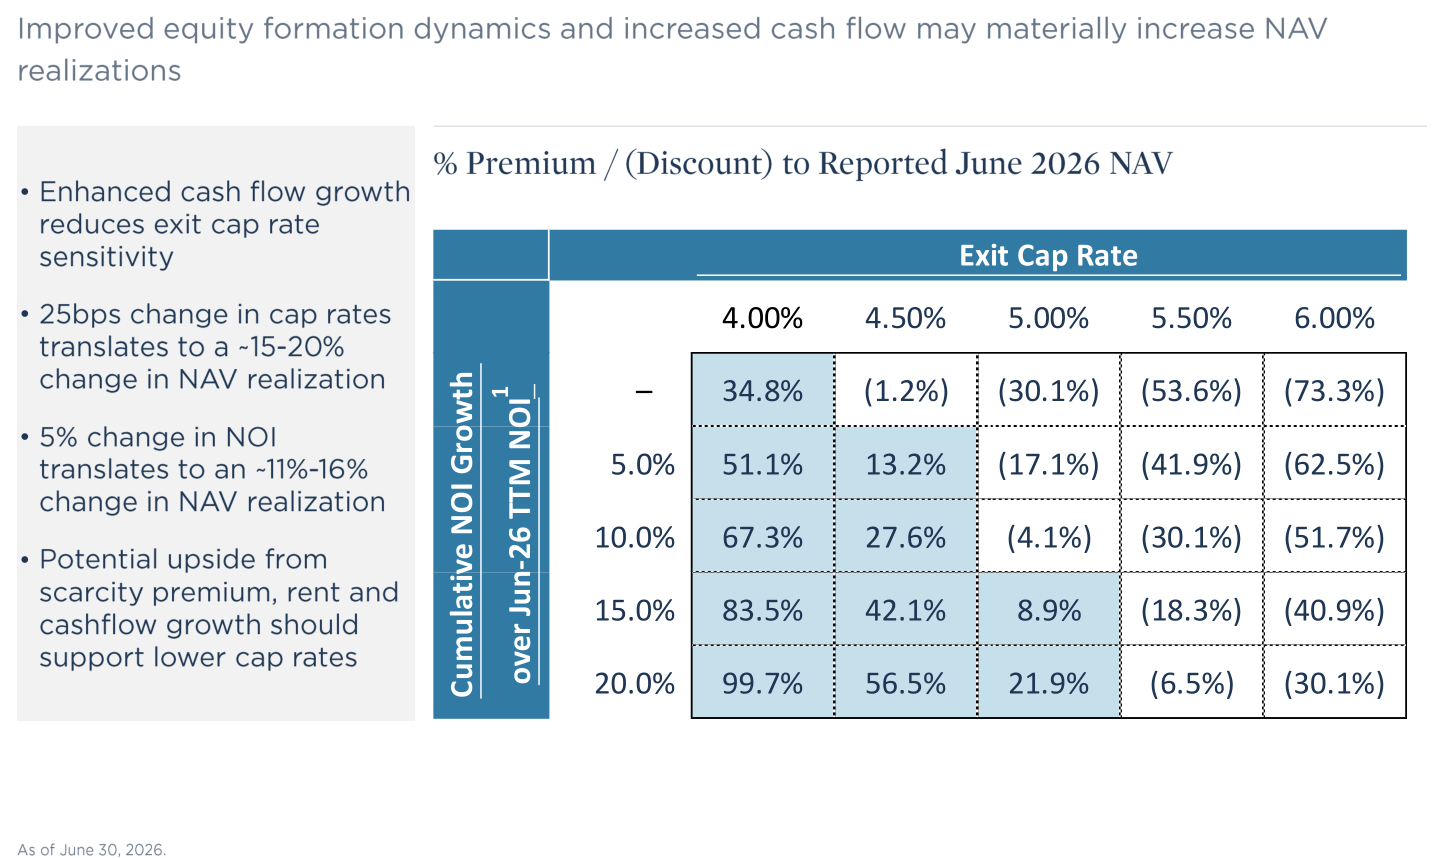 Improved equity formation dynamics and increased cash flow may materially increase NAV
realizations
• Enhanced cash flow growth
reduces exit cap rate
sensitivity
• 25bps change in cap rates
translates to a ~15-20%
change in NAV realization
• 5% change in NOI
translates to an ~11%-16%
change in NAV realization
• Potential upside from
scarcity premium, rent and
cashflow growth should
support lower cap rates
% Premium / (Discount) to Reported June 2026 NAV
Exit Cap Rate
4.00% 4.50% 5.00% 5.50% 6.00%
Cumulative NOI Growth
over Jun-26 TTM NOI1
– 34.8% (1.2%) (30.1%) (53.6%) (73.3%)
5.0% 51.1% 13.2% (17.1%) (41.9%) (62.5%)
10.0% 67.3% 27.6% (4.1%) (30.1%) (51.7%)
15.0% 83.5% 42.1% 8.9% (18.3%) (40.9%)
20.0% 99.7% 56.5% 21.9% (6.5%) (30.1%)
As of June 30, 2026.